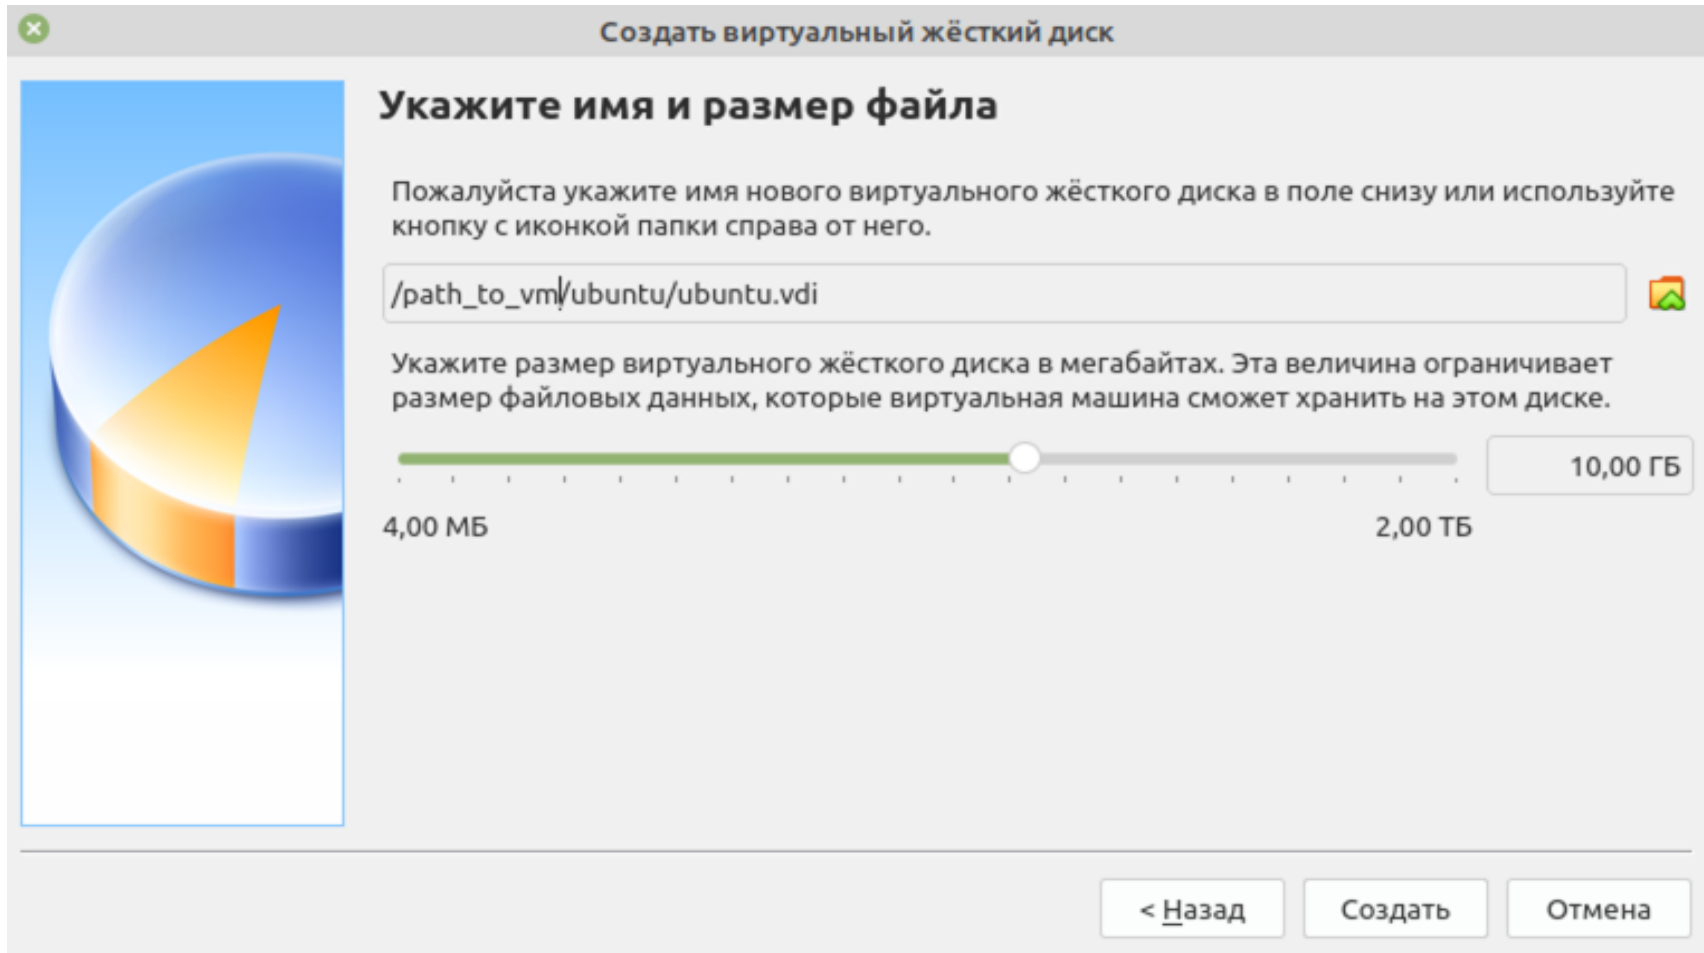 Создать виртуальный жёсткий диск
Укажите имя и размер файла
Пожалуйста укажите имя нового виртуального жёсткого диска в поле снизу или используйте
кнопку с иконкой папки справа от него.
/path_to_vm/ubuntu/ubuntu.vdi
Укажите размер виртуального жёсткого диска в мегабайтах. Эта величина ограничивает
размер файловых данных, которые виртуальная машина сможет хранить на этом диске.
10,00 ГБ
4,00 МБ
2,00 ТБ
< Назад
Создать
Отмена